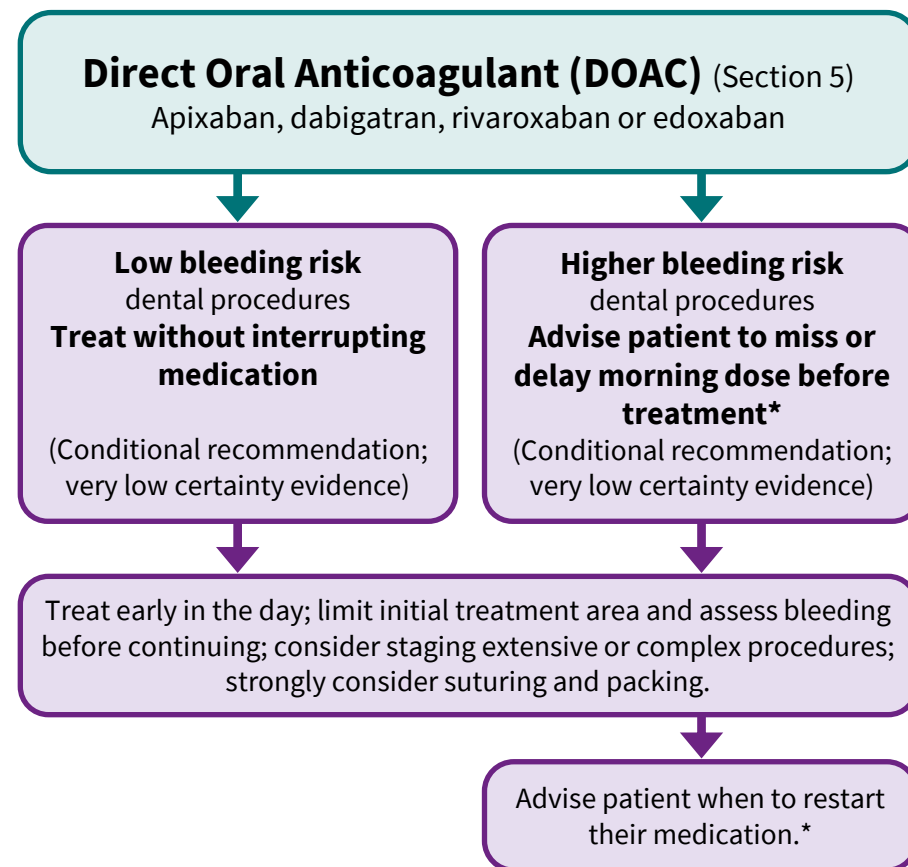 Direct Oral Anticoagulant (DOAC) (Section 5)
Apixaban, dabigatran, rivaroxaban or edoxaban
Low bleeding risk
dental procedures
Treat without interrupting
medication
(Conditional recommendation;
very low certainty evidence)
Higher bleeding risk
dental procedures
Advise patient to miss or
delay morning dose before
treatment*
(Conditional recommendation;
very low certainty evidence)
Treat early in the day; limit initial treatment area and assess bleeding
before continuing; consider staging extensive or complex procedures;
strongly consider suturing and packing.
Advise patient when to restart
their medication.*